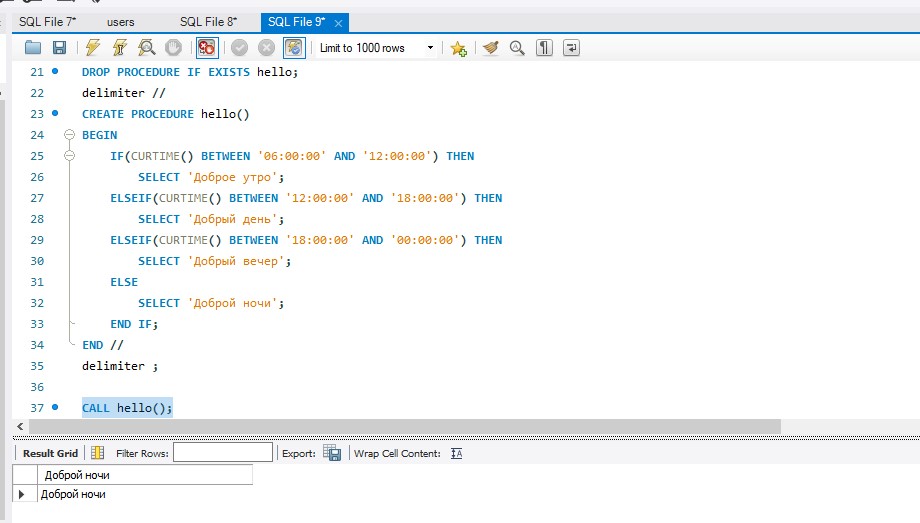 SQL File 7* users SQL File 8* SQL File 9*
Limit to 1000 rows
21 DROP PROCEDURE IF EXISTS hello;
22 delimiter //
23 CREATE PROCEDURE hello()
24 BEGIN
25 IF(CURTIME() BETWEEN '06:00:00' AND '12:00:00') THEN
26 SELECT 'Доброе утро';
27 ELSEIF(CURTIME() BETWEEN '12:00:00' AND '18:00:00') THEN
28 SELECT 'Добрый день';
29 ELSEIF(CURTIME() BETWEEN '18:00:00' AND '00:00:00') THEN
30 SELECT 'Добрый вечер';
31 ELSE
32 SELECT 'Доброй ночи';
33 END IF;
34 END //
35 delimiter ;
36
37 CALL hello();
Result Grid Filter Rows: Export: Wrap Cell Content:
Доброй ночи
Доброй ночи